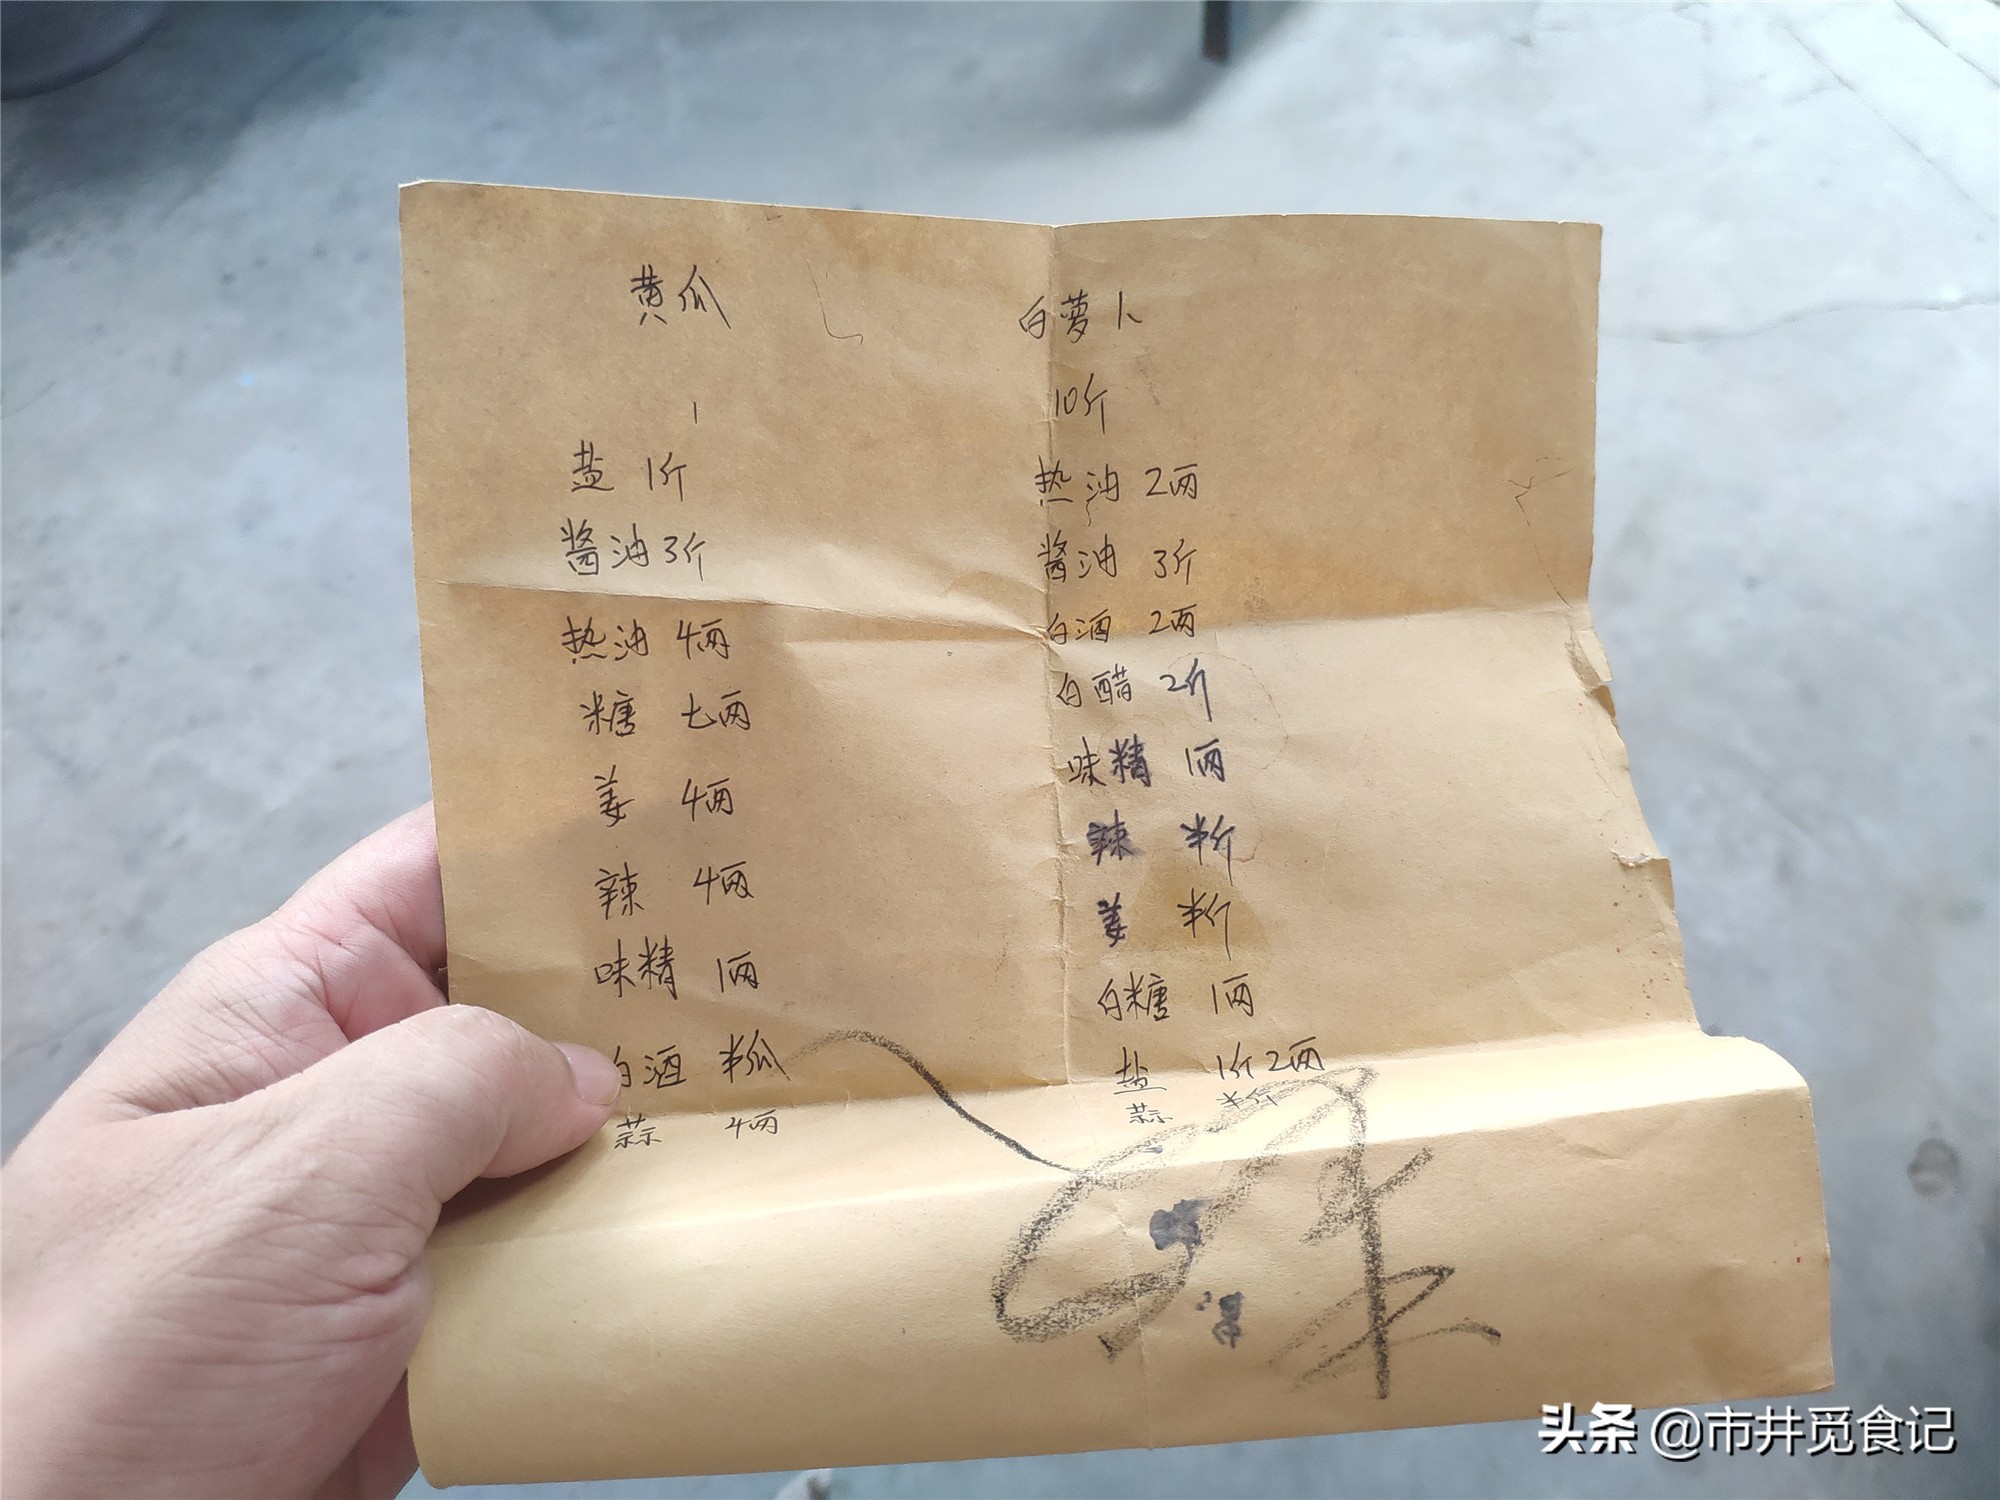 黄瓜
盐 1斤
酱油3斤
热油 4两
糖 七两
姜 4两
辣 4两
味精 1两
白酒 半瓜
蒜 4两
白萝卜
10斤
热油 2两
酱油 3斤
白酒 2两
白醋 2斤
味精 1两
辣 半斤
姜 半斤
白糖 1两
盐 1斤2两
蒜 半斤
头条 @市井觅食记